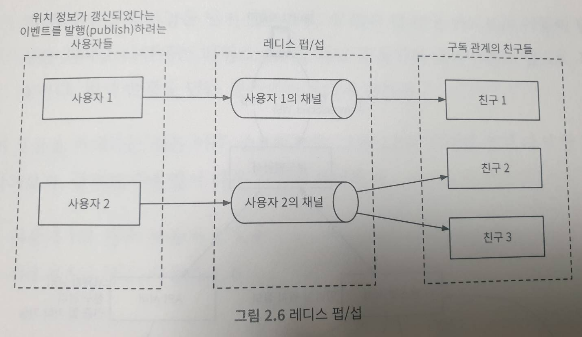 위치 정보가 갱신되었다는
이벤트를 발행(publish)하려는
사용자들
레디스 펍/섭
구독 관계의 친구들
사용자 1
사용자 1의 채널
친구 1
친구 2
사용자 2
사용자 2의 채널
친구 3
그림 2.6 레디스 펍/섭